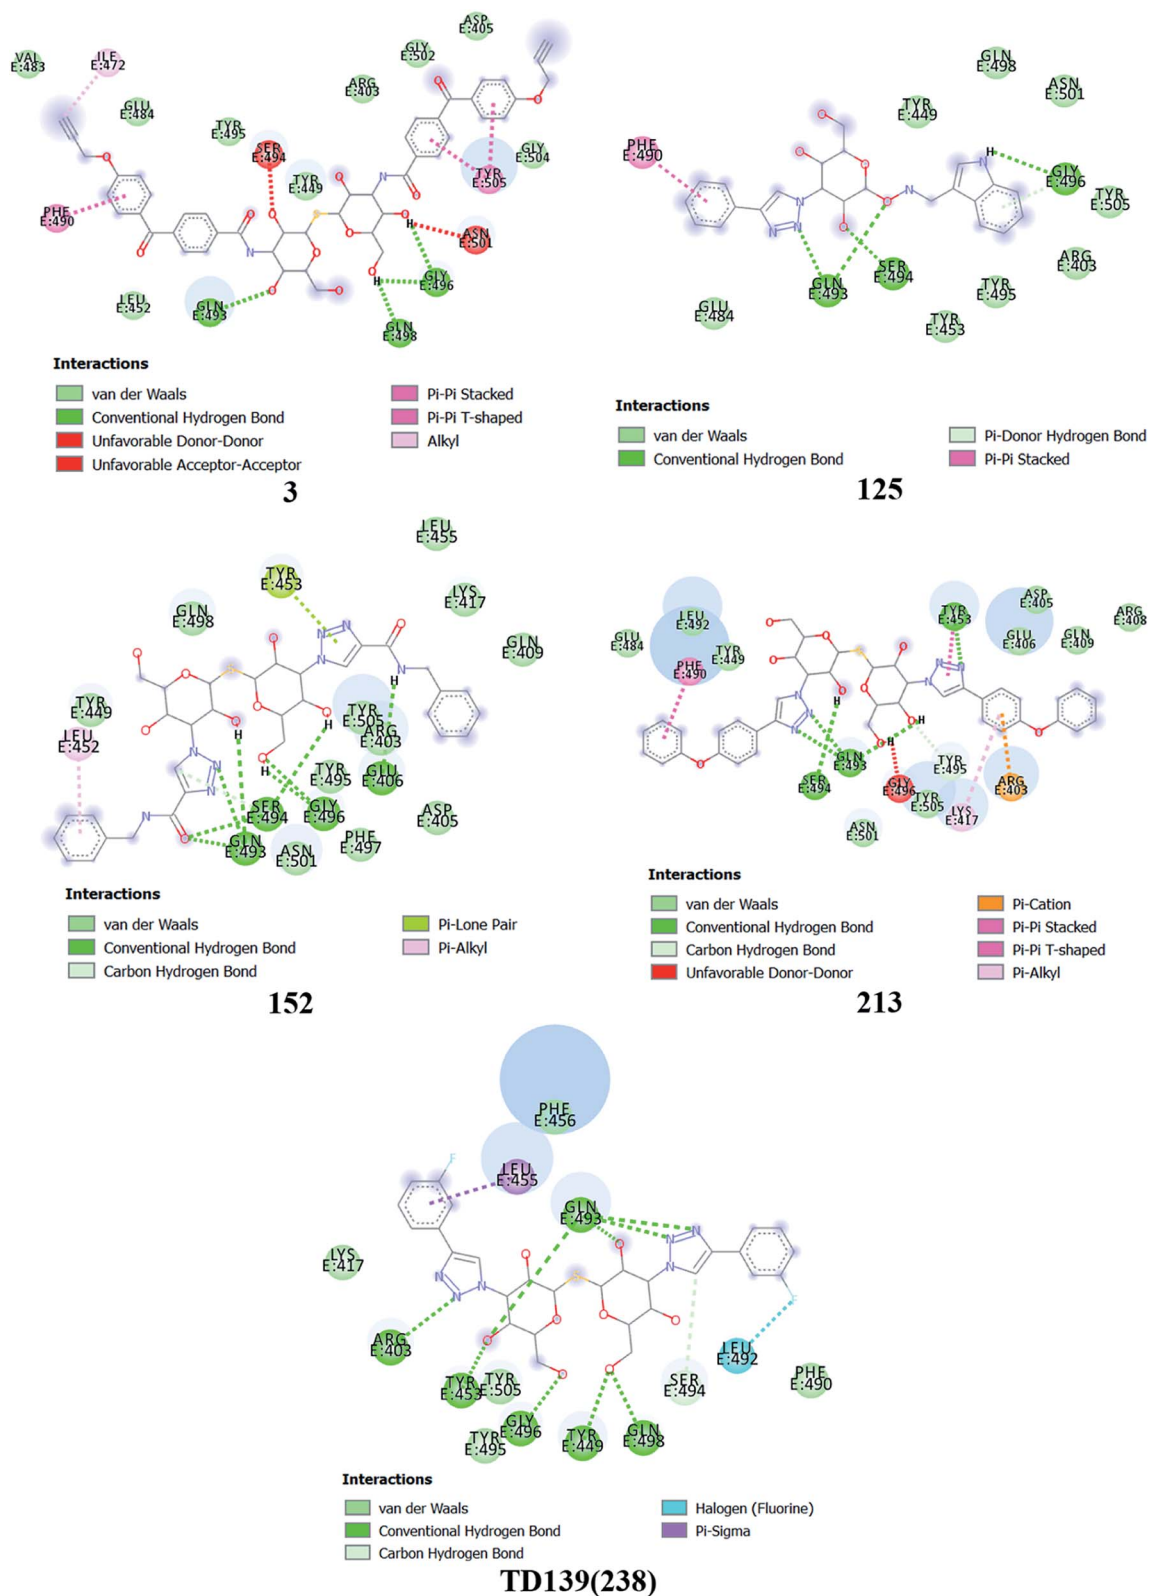 ASP
E:405
VAL
E:483
ILE
E:472
GLY
E:502
ARG
E:403
GLU
E:484
TYR
E:495
SER
E:494
TYR
E:449
GLY
E:504
TYR
E:505
PHE
E:490
ASN
E:501
LEU
E:452
GLN
E:493
GLY
E:496
GLN
E:498
O
N
S
H
Interactions
van der Waals
Conventional Hydrogen Bond
Unfavorable Donor-Donor
Unfavorable Acceptor-Acceptor
Pi-Pi Stacked
Pi-Pi T-shaped
Alkyl
3
GLN
E:498
ASN
E:501
TYR
E:449
PHE
E:490
GLY
E:496
TYR
E:505
ARG
E:403
SER
E:494
GLN
E:493
TYR
E:495
GLU
E:484
TYR
E:453
O
N
H
Interactions
van der Waals
Conventional Hydrogen Bond
Pi-Donor Hydrogen Bond
Pi-Pi Stacked
125
LEU
E:455
TYR
E:453
LYS
E:417
GLN
E:498
GLN
E:409
TYR
E:449
TYR
E:505
ARG
E:403
LEU
E:452
TYR
E:495
GLU
E:406
SER
E:494
GLY
E:496
ASP
E:405
GLN
E:493
ASN
E:501
PHE
E:497
O
N
NH
S
H
Interactions
van der Waals
Conventional Hydrogen Bond
Carbon Hydrogen Bond
Pi-Lone Pair
Pi-Alkyl
152
LEU
E:492
TYR
E:453
ASP
E:405
ARG
E:408
GLU
E:484
TYR
E:449
GLU
E:406
GLN
E:409
PHE
E:490
GLN
E:493
TYR
E:495
SER
E:494
GLY
E:496
TYR
E:505
LYS
E:417
ARG
E:403
ASN
E:501
O
N
S
H
Interactions
van der Waals
Conventional Hydrogen Bond
Carbon Hydrogen Bond
Unfavorable Donor-Donor
Pi-Cation
Pi-Pi Stacked
Pi-Pi T-shaped
Pi-Alkyl
213
PHE
E:456
LEU
E:455
GLN
E:493
LYS
E:417
ARG
E:403
TYR
E:453
TYR
E:505
LEU
E:492
SER
E:494
PHE
E:490
GLY
E:496
TYR
E:495
TYR
E:449
GLN
E:498
F
N
O
S
Interactions
van der Waals
Conventional Hydrogen Bond
Carbon Hydrogen Bond
Halogen (Fluorine)
Pi-Sigma
TD139(238)